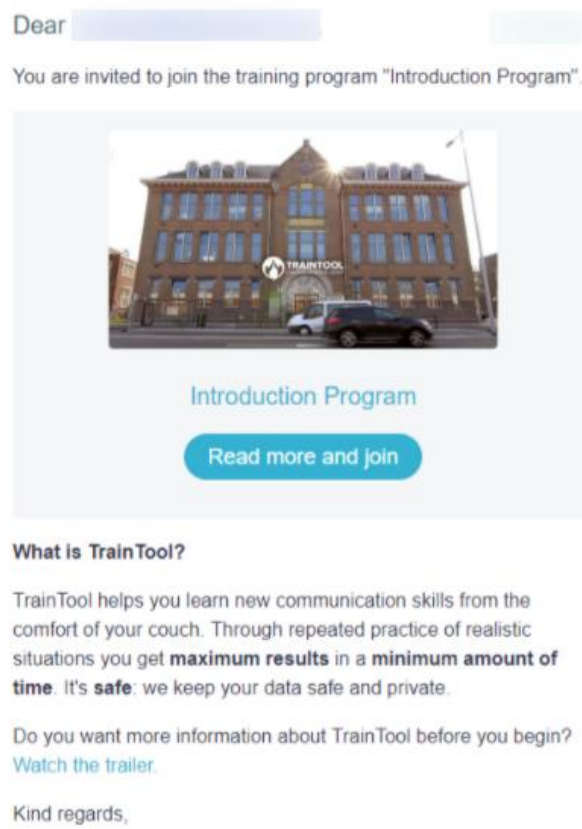 Dear
You are invited to join the training program "Introduction Program".
TRAINTOOL
Introduction Program
Read more and join
What is TrainTool?
TrainTool helps you learn new communication skills from the
comfort of your couch. Through repeated practice of realistic
situations you get maximum results in a minimum amount of
time. It's safe: we keep your data safe and private.
Do you want more information about TrainTool before you begin?
Watch the trailer.
Kind regards,